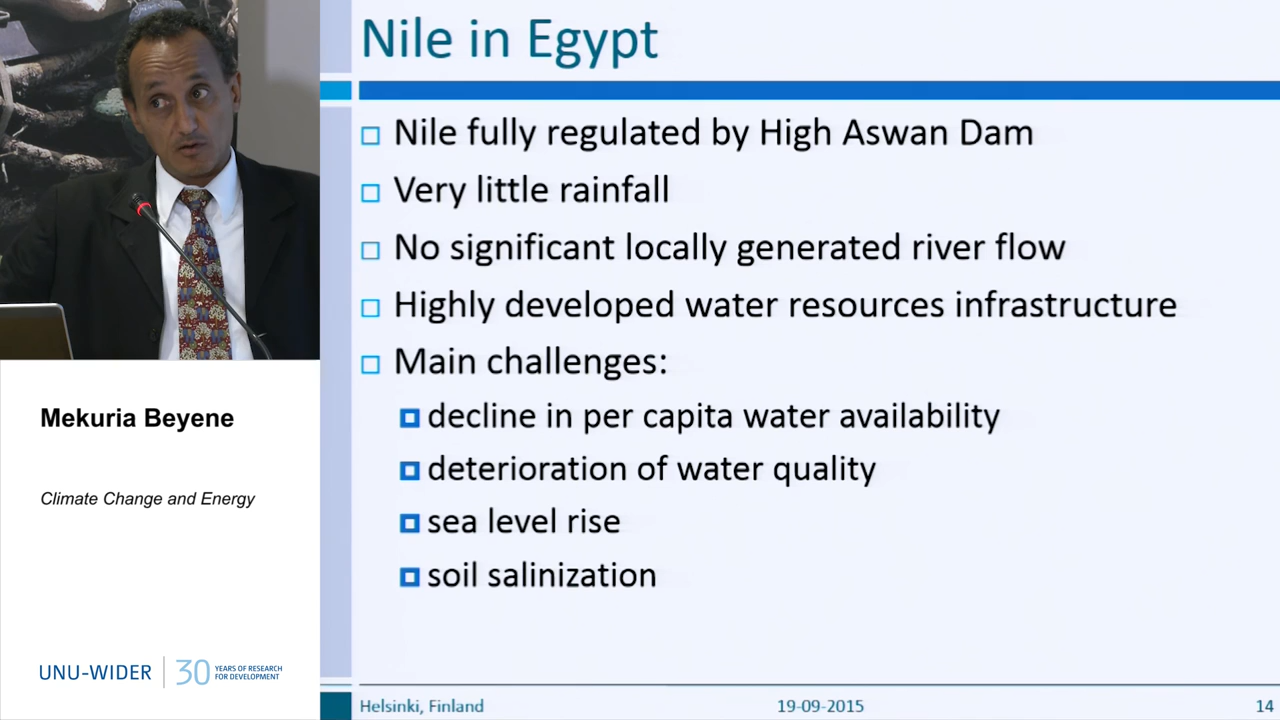 Nile in Egypt
Nile fully regulated by High Aswan Dam
Very little rainfall
No significant locally generated river flow
Highly developed water resources infrastructure
Main challenges:
decline in per capita water availability
deterioration of water quality
sea level rise
soil salinization
Mekuria Beyene
Climate Change and Energy
UNU-WIDER
30 YEARS OF RESEARCH
FOR DEVELOPMENT
Helsinki, Finland
19-09-2015
14